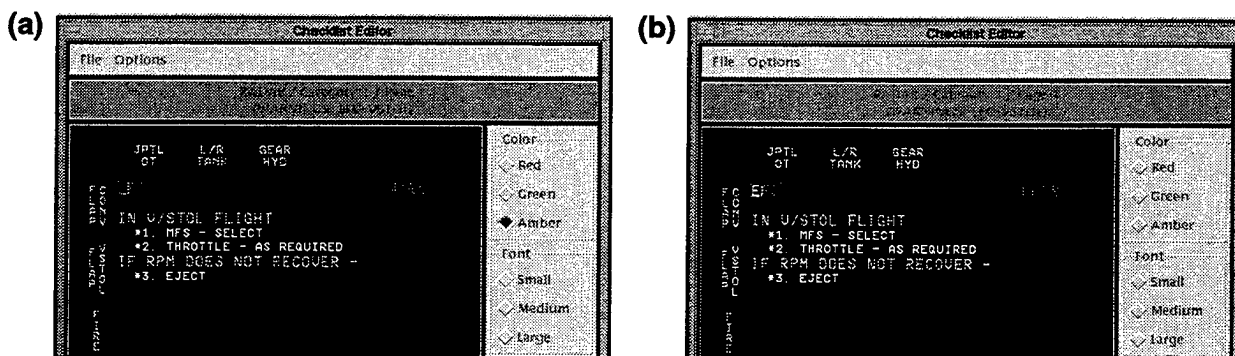 (a)
Checklist Editor
File Options
JPTL L/R GEAR
OT TANK HYD
IN V/STOL FLIGHT
*1. MFS - SELECT
*2. THROTTLE - AS REQUIRED
IF RPM DOES NOT RECOVER -
*3. EJECT
Color
Red
Green
Amber
Font
Small
Medium
Large
(b)
Checklist Editor
File Options
JPTL L/R GEAR
OT TANK HYD
IN V/STOL FLIGHT
*1. MFS - SELECT
*2. THROTTLE - AS REQUIRED
IF RPM DOES NOT RECOVER -
*3. EJECT
Color
Red
Green
Amber
Font
Small
Medium
Large